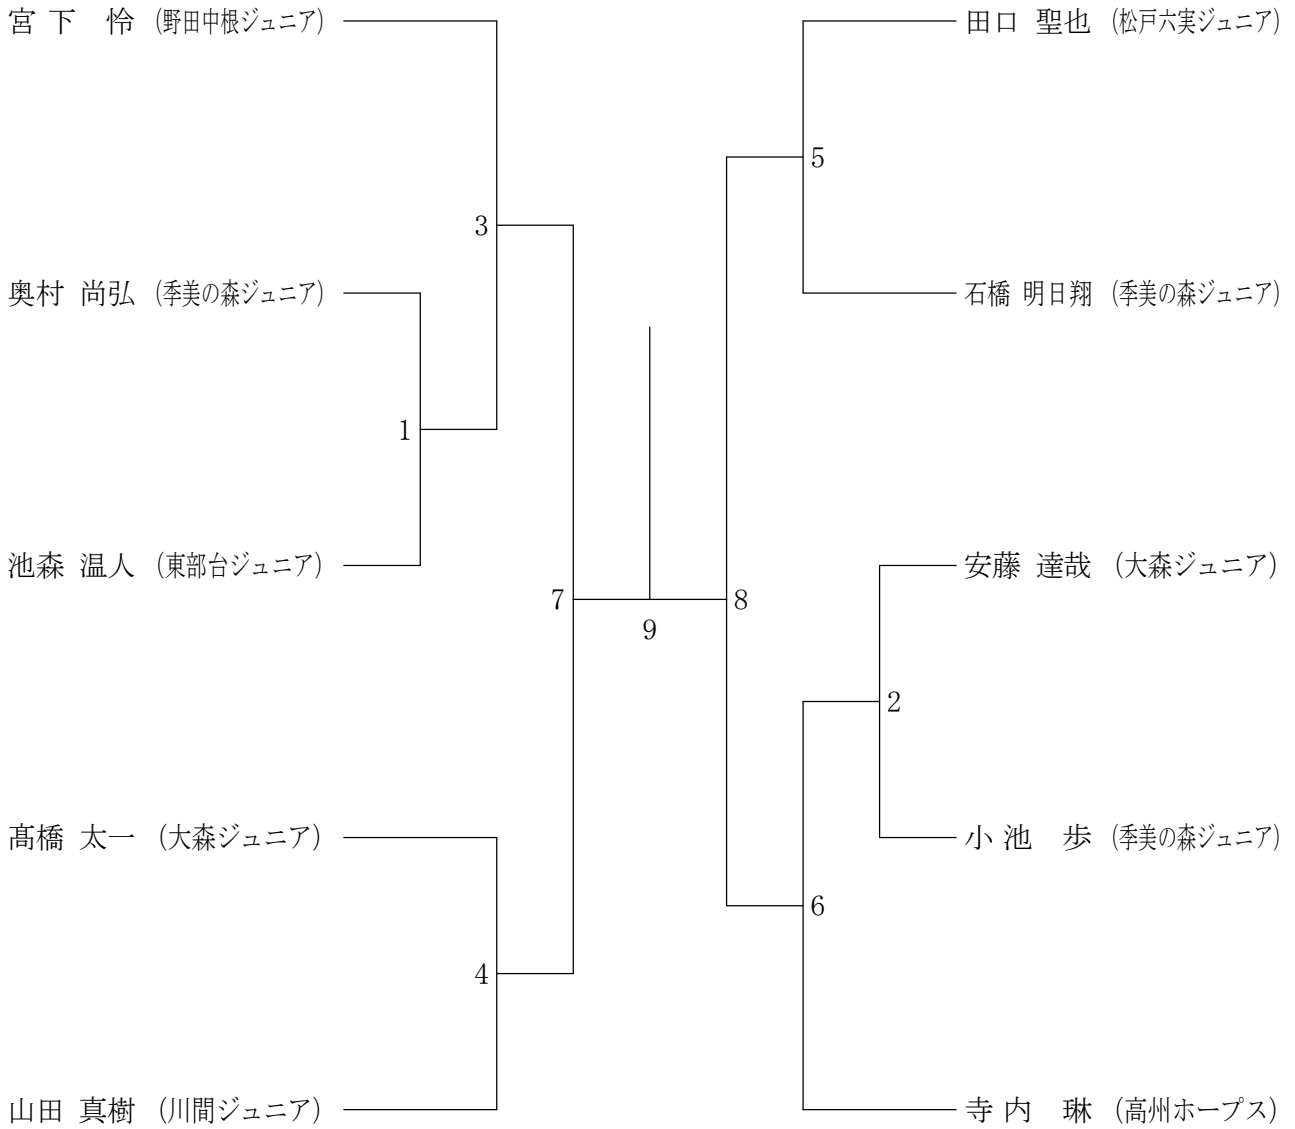 宮下　怜 （野田中根ジュニア）
3
奥村 尚弘 （季美の森ジュニア）
1
池森 温人 （東部台ジュニア）
7
髙橋 太一 （大森ジュニア）
4
山田 真樹 （川間ジュニア）
9
田口 聖也 （松戸六実ジュニア）
5
石橋 明日翔 （季美の森ジュニア）
8
安藤 達哉 （大森ジュニア）
2
小池　歩 （季美の森ジュニア）
6
寺内　琳 （高州ホープス）